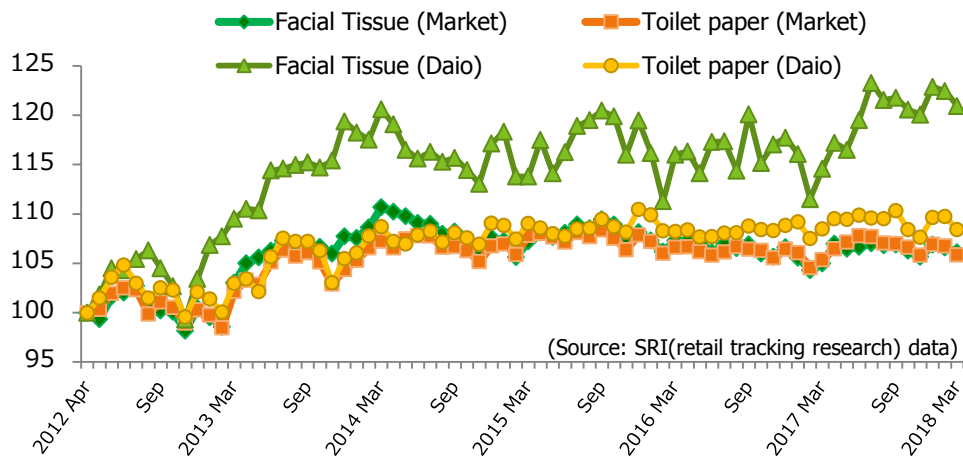 Facial Tissue (Market)
Toilet paper (Market)
Facial Tissue (Daio)
Toilet paper (Daio)
125
120
115
110
105
100
95
(Source: SRI(retail tracking research) data)
2012 Apr
Sep
2013 Mar
Sep
2014 Mar
Sep
2015 Mar
Sep
2016 Mar
Sep
2017 Mar
Sep
2018 Mar